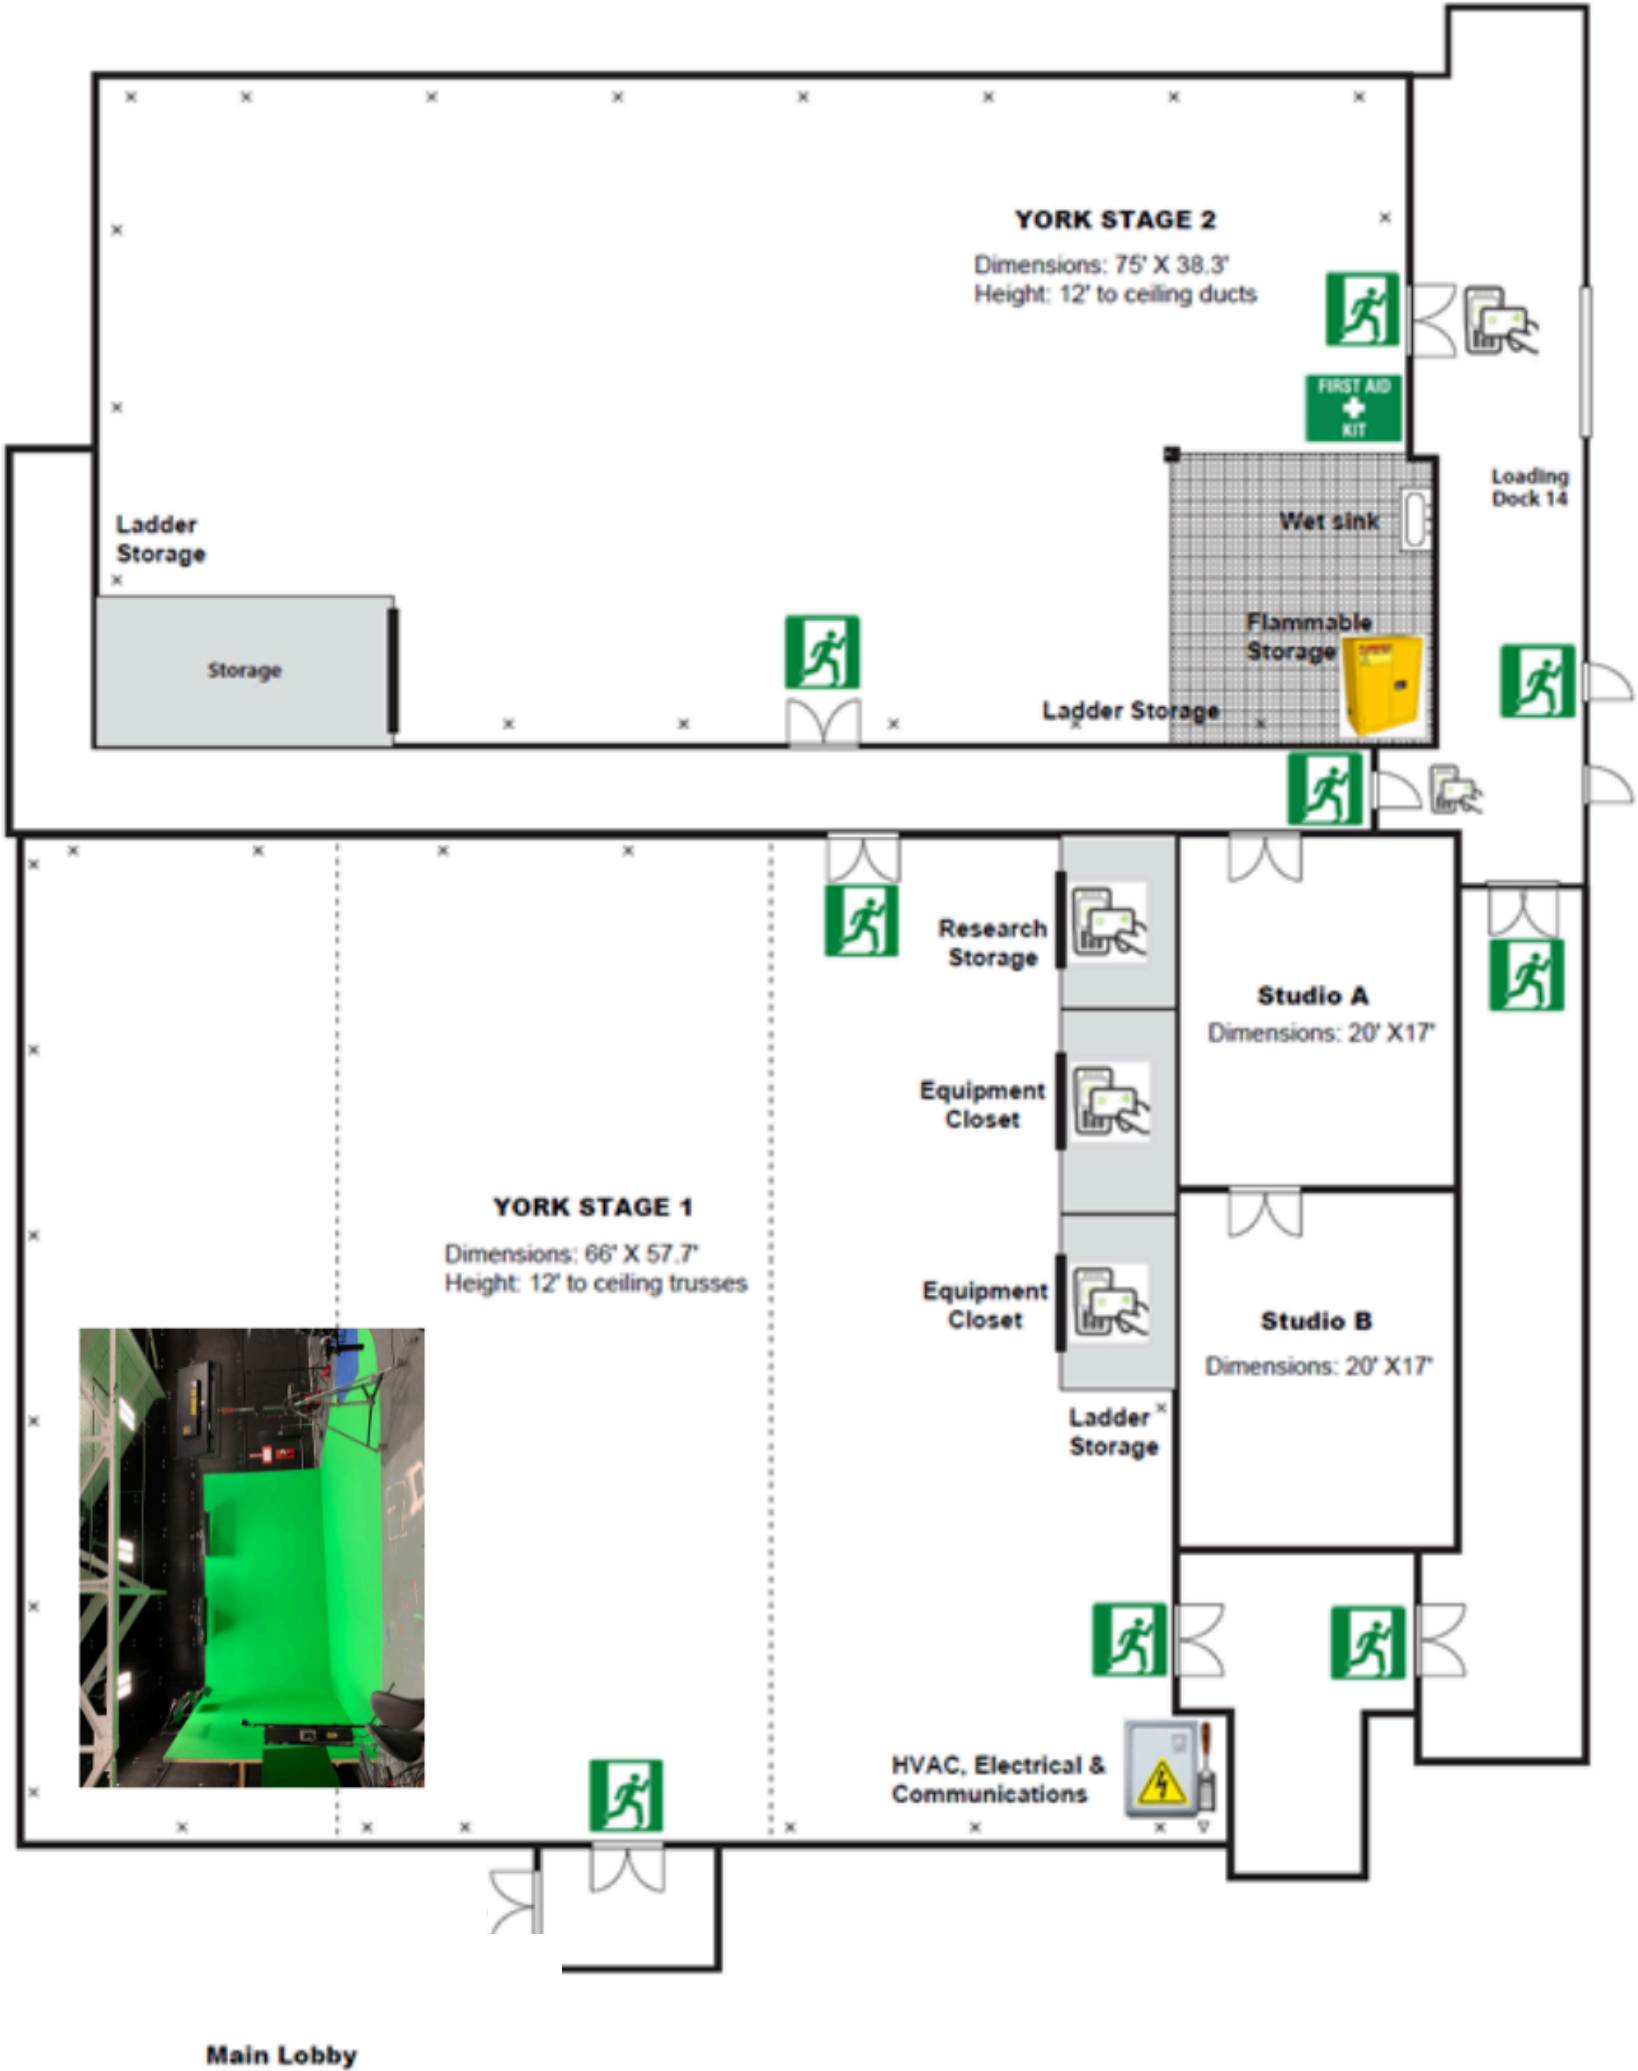 YORK STAGE 2
Dimensions: 75' X 38.3'
Height: 12' to ceiling ducts
FIRST AID
KIT
Loading
Dock 14
Wet sink
Ladder
Storage
Storage
Flammable
Storage
Ladder Storage
Research
Storage
Studio A
Dimensions: 20' X17'
Equipment
Closet
YORK STAGE 1
Dimensions: 66' X 57.7'
Height: 12' to ceiling trusses
Equipment
Closet
Studio B
Dimensions: 20' X17'
Ladder
Storage
HVAC, Electrical &
Communications
Main Lobby